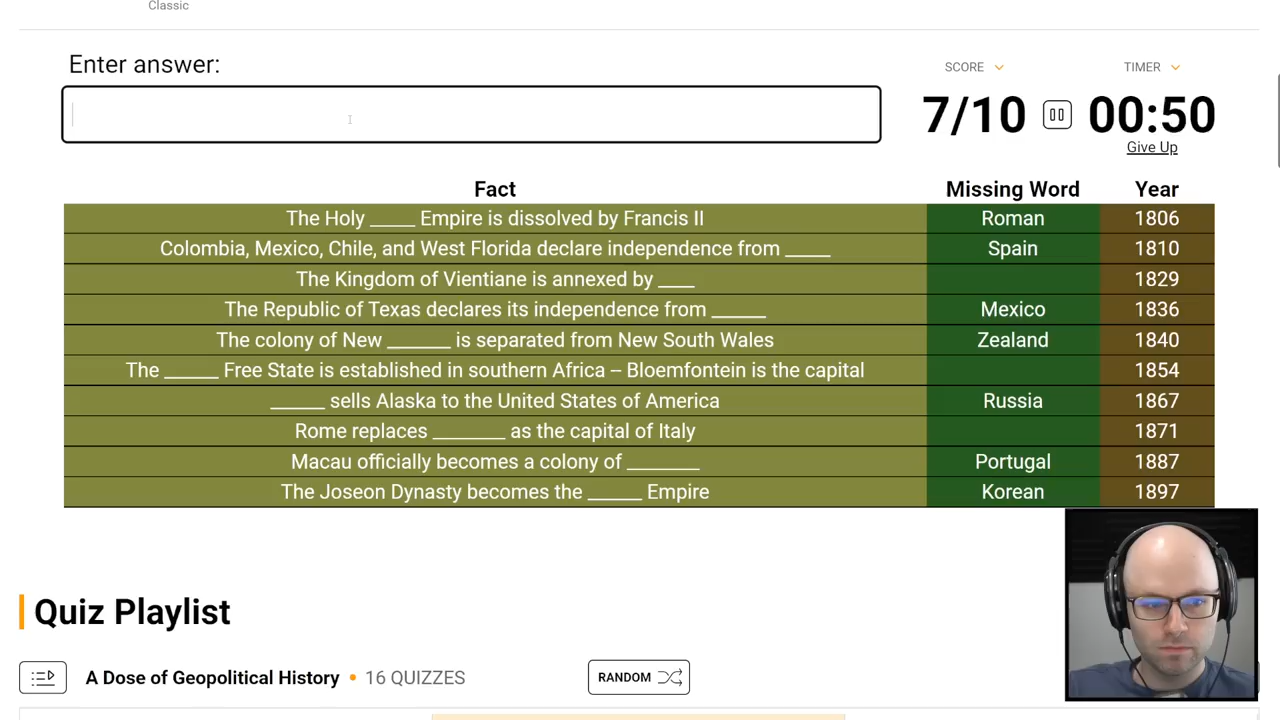 Classic
Enter answer:
SCORE
TIMER
7/10 00:50
Give Up
Fact Missing Word Year
The Holy _____ Empire is dissolved by Francis II Roman 1806
Colombia, Mexico, Chile, and West Florida declare independence from _____ Spain 1810
The Kingdom of Vientiane is annexed by ____ 1829
The Republic of Texas declares its independence from ______ Mexico 1836
The colony of New _______ is separated from New South Wales Zealand 1840
The ______ Free State is established in southern Africa – Bloemfontein is the capital 1854
______ sells Alaska to the United States of America Russia 1867
Rome replaces ________ as the capital of Italy 1871
Macau officially becomes a colony of ________ Portugal 1887
The Joseon Dynasty becomes the ______ Empire Korean 1897
Quiz Playlist
A Dose of Geopolitical History • 16 QUIZZES RANDOM